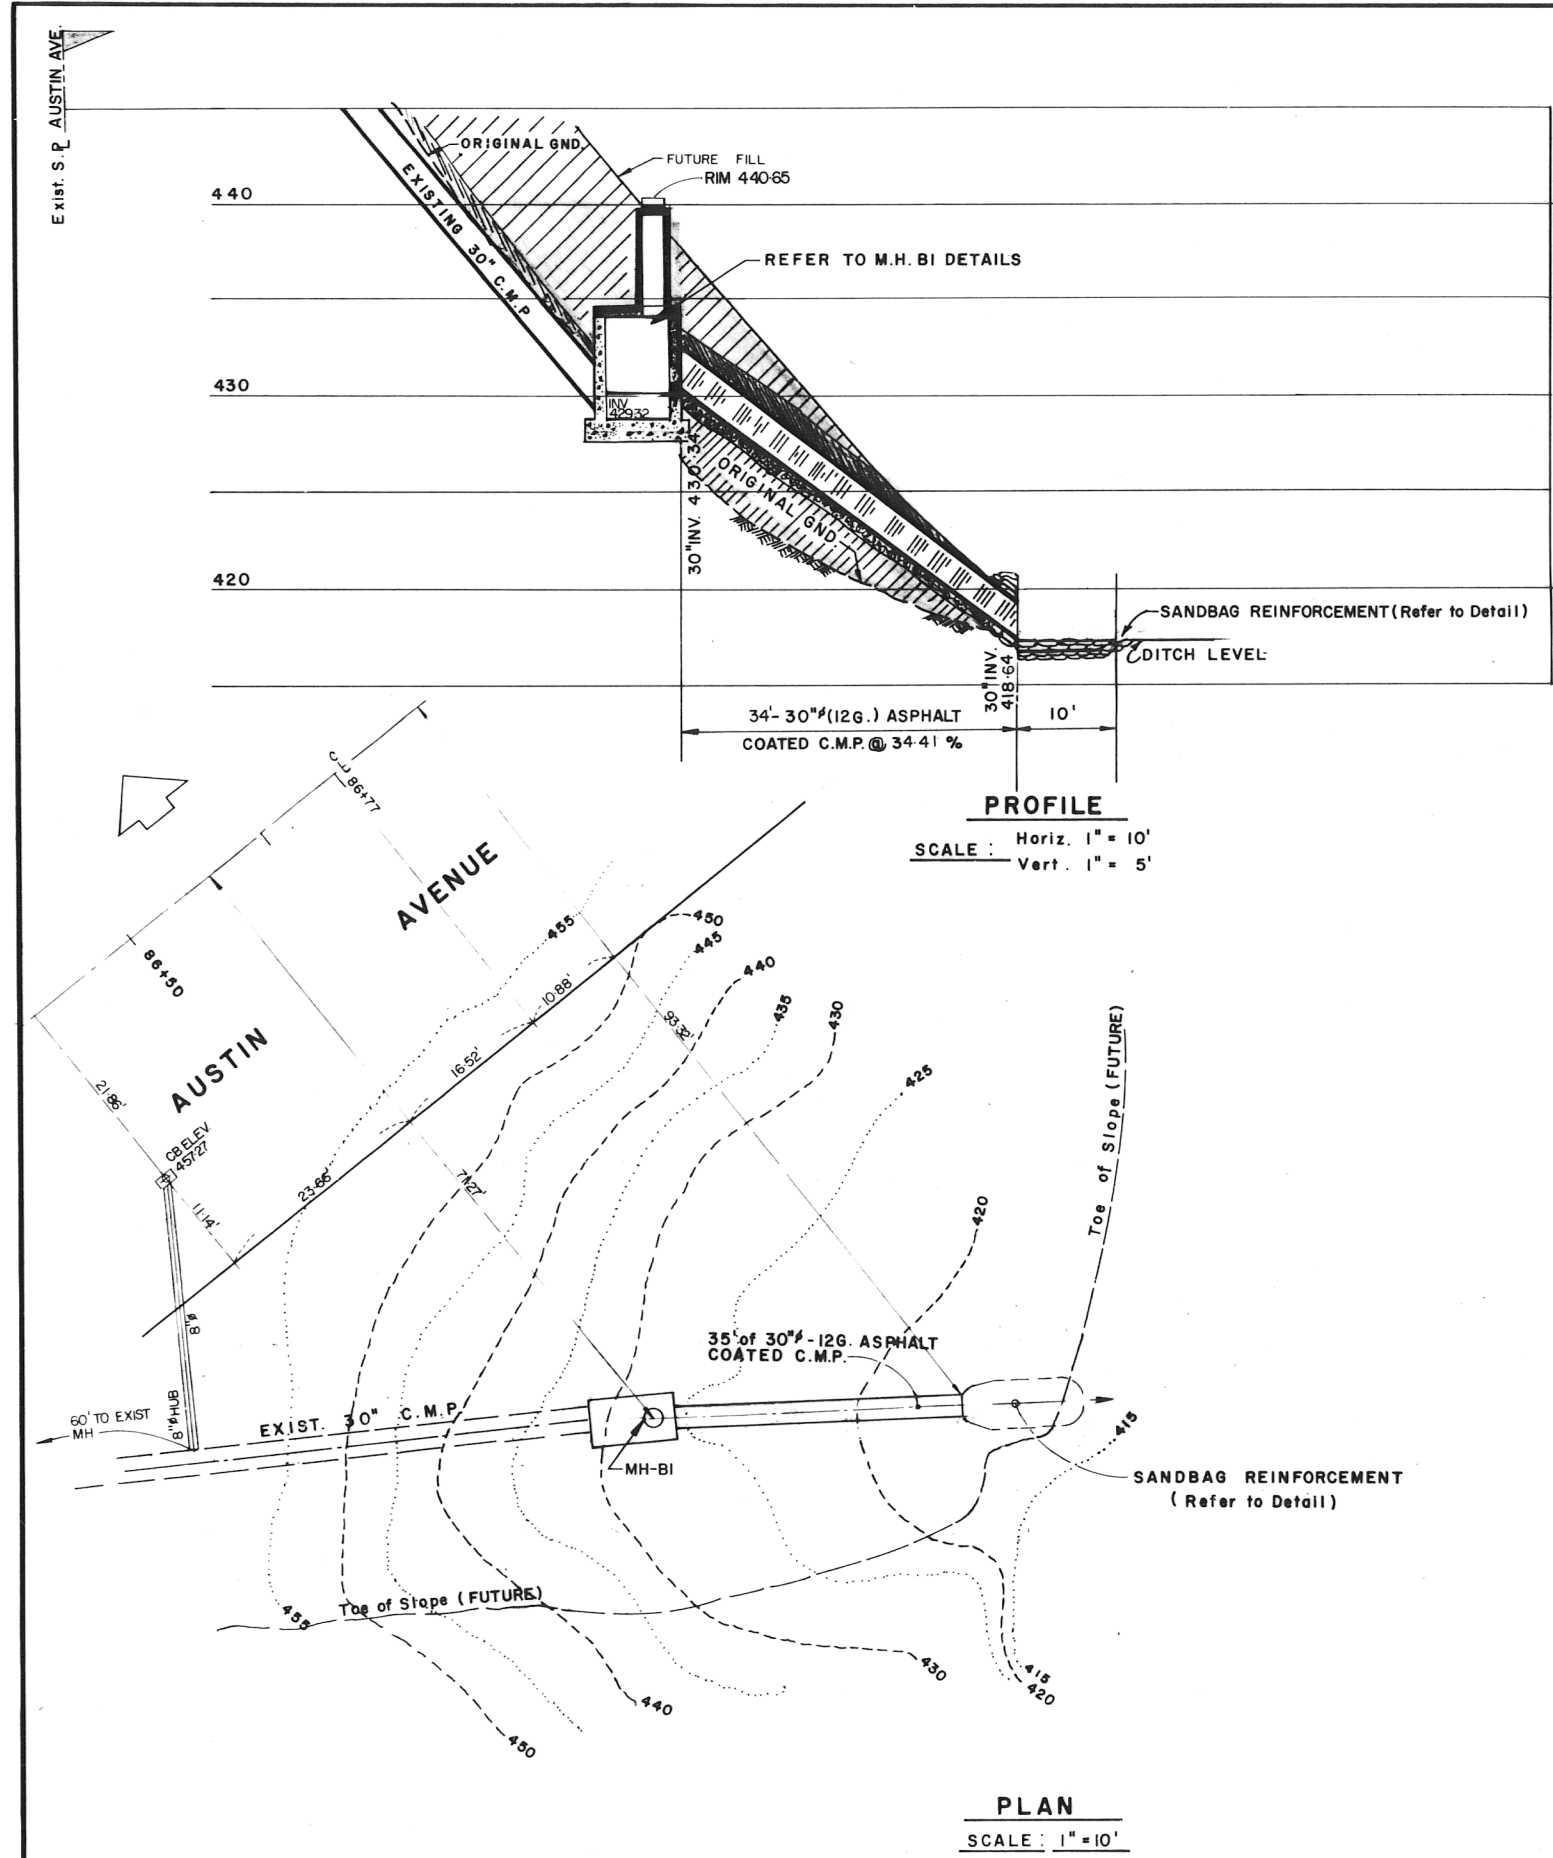 Exist. S.P. AUSTIN AVE.
ORIGINAL GND.
FUTURE FILL
RIM 440·65
EXISTING 30" C.M.P
440
REFER TO M.H. B1 DETAILS
430
INV
429·32
30" INV. 430·34
ORIGINAL GND.
420
SANDBAG REINFORCEMENT (Refer to Detail)
DITCH LEVEL
30" INV.
418·64
34'- 30"ø (12G.) ASPHALT
COATED C.M.P. @ 34·41 %
10'
PROFILE
SCALE : Horiz. 1" = 10'
Vert. 1" = 5'
86+77
AVENUE
86+50
AUSTIN
455
450
445
440
435
430
425
420
10·88'
16·52'
23·66'
93·32'
71·27'
21·86'
CB ELEV.
457·27
11·14'
8"ø
8"ø HUB
60' TO EXIST
MH
EXIST. 30" C.M.P.
35' of 30"ø - 12G. ASPHALT
COATED C.M.P.
MH-B1
Toe of Slope (FUTURE)
415
SANDBAG REINFORCEMENT
( Refer to Detail )
Toe of Slope ( FUTURE)
455
450
440
430
415
420
PLAN
SCALE : 1" = 10'